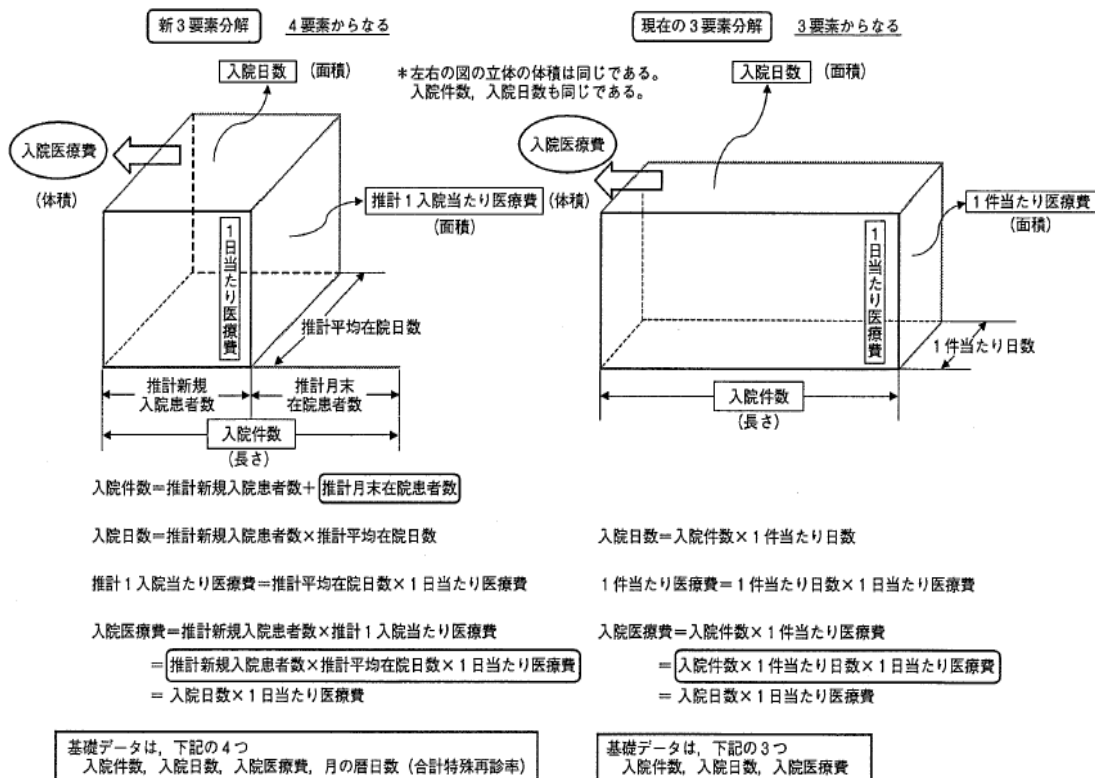 新3要素分解 4要素からなる
入院日数 (面積)
入院医療費
(体積)
推計1入院当たり医療費
(面積)
1日当たり医療費
推計平均在院日数
推計新規
入院患者数
推計月末
在院患者数
入院件数
(長さ)
*左右の図の立体の体積は同じである。
入院件数,入院日数も同じである。
現在の3要素分解 3要素からなる
入院日数 (面積)
入院医療費
(体積)
1件当たり医療費
(面積)
1日当たり医療費
1件当たり日数
入院件数
(長さ)
入院件数=推計新規入院患者数+推計月末在院患者数
入院日数=推計新規入院患者数×推計平均在院日数
推計1入院当たり医療費=推計平均在院日数×1日当たり医療費
入院医療費=推計新規入院患者数×推計1入院当たり医療費
=推計新規入院患者数×推計平均在院日数×1日当たり医療費
=入院日数×1日当たり医療費
基礎データは,下記の4つ
入院件数,入院日数,入院医療費,月の暦日数(合計特殊再診率)
入院日数=入院件数×1件当たり日数
1件当たり医療費=1件当たり日数×1日当たり医療費
入院医療費=入院件数×1件当たり医療費
=入院件数×1件当たり日数×1日当たり医療費
=入院日数×1日当たり医療費
基礎データは,下記の3つ
入院件数,入院日数,入院医療費